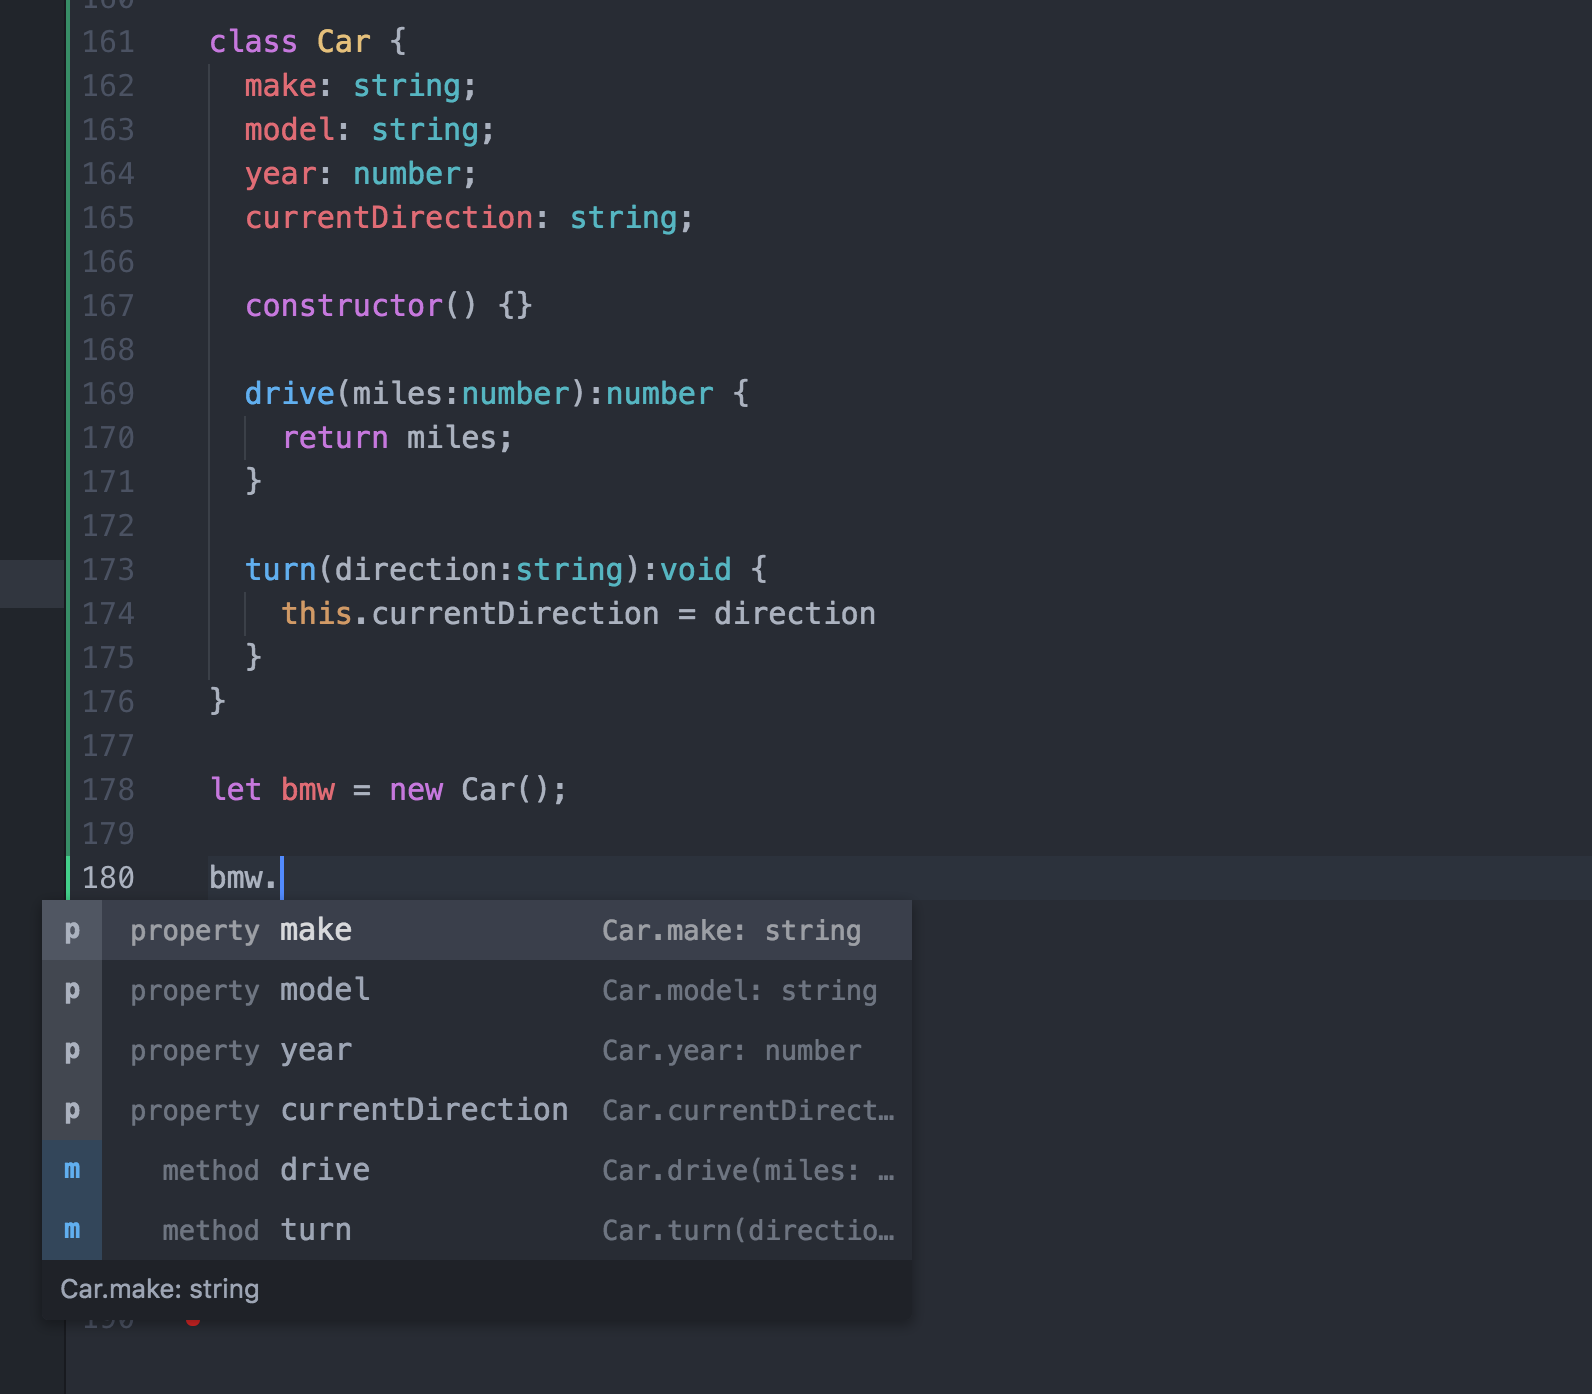 160
161 class Car {
162 make: string;
163 model: string;
164 year: number;
165 currentDirection: string;
166
167 constructor() {}
168
169 drive(miles:number):number {
170 return miles;
171 }
172
173 turn(direction:string):void {
174 this.currentDirection = direction
175 }
176 }
177
178 let bmw = new Car();
179
180 bmw.
p property make Car.make: string
p property model Car.model: string
p property year Car.year: number
p property currentDirection Car.currentDirect…
m method drive Car.drive(miles: …
m method turn Car.turn(directio…
Car.make: string
190